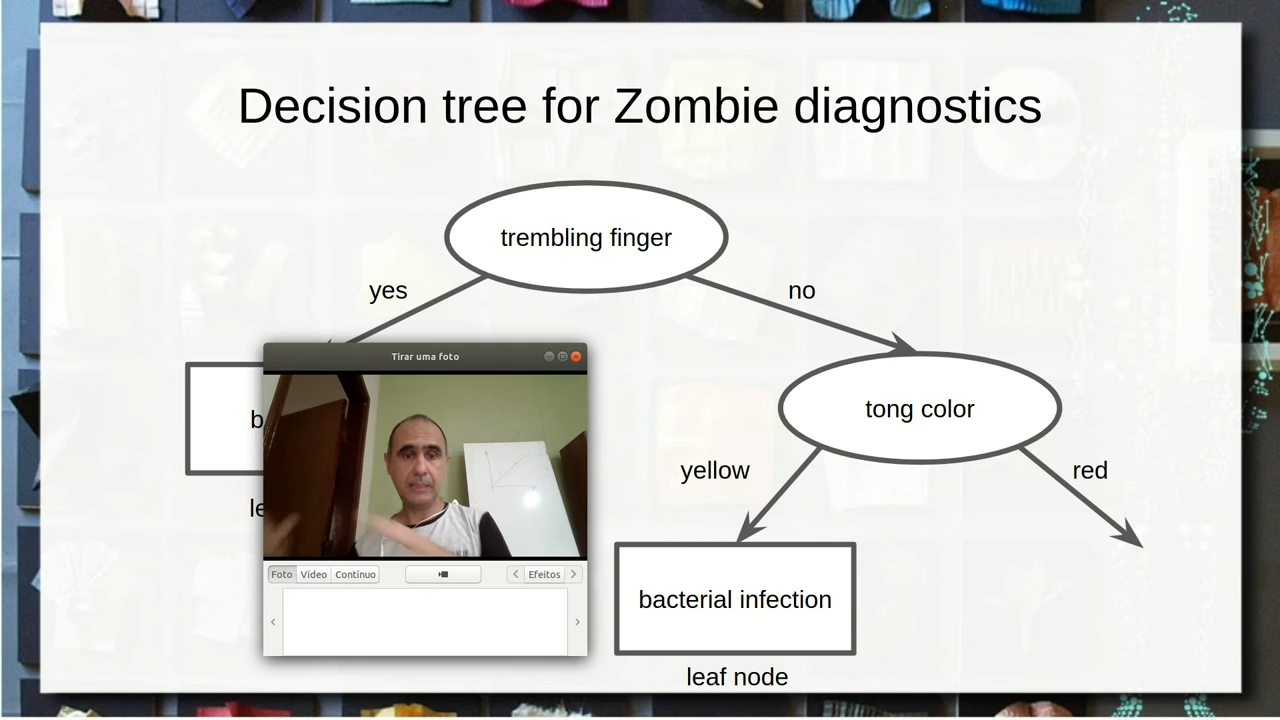 Decision tree for Zombie diagnostics
trembling finger
yes
no
Tirar uma foto
tong color
yellow
red
Foto
Vídeo
Contínuo
Efeitos
bacterial infection
leaf node